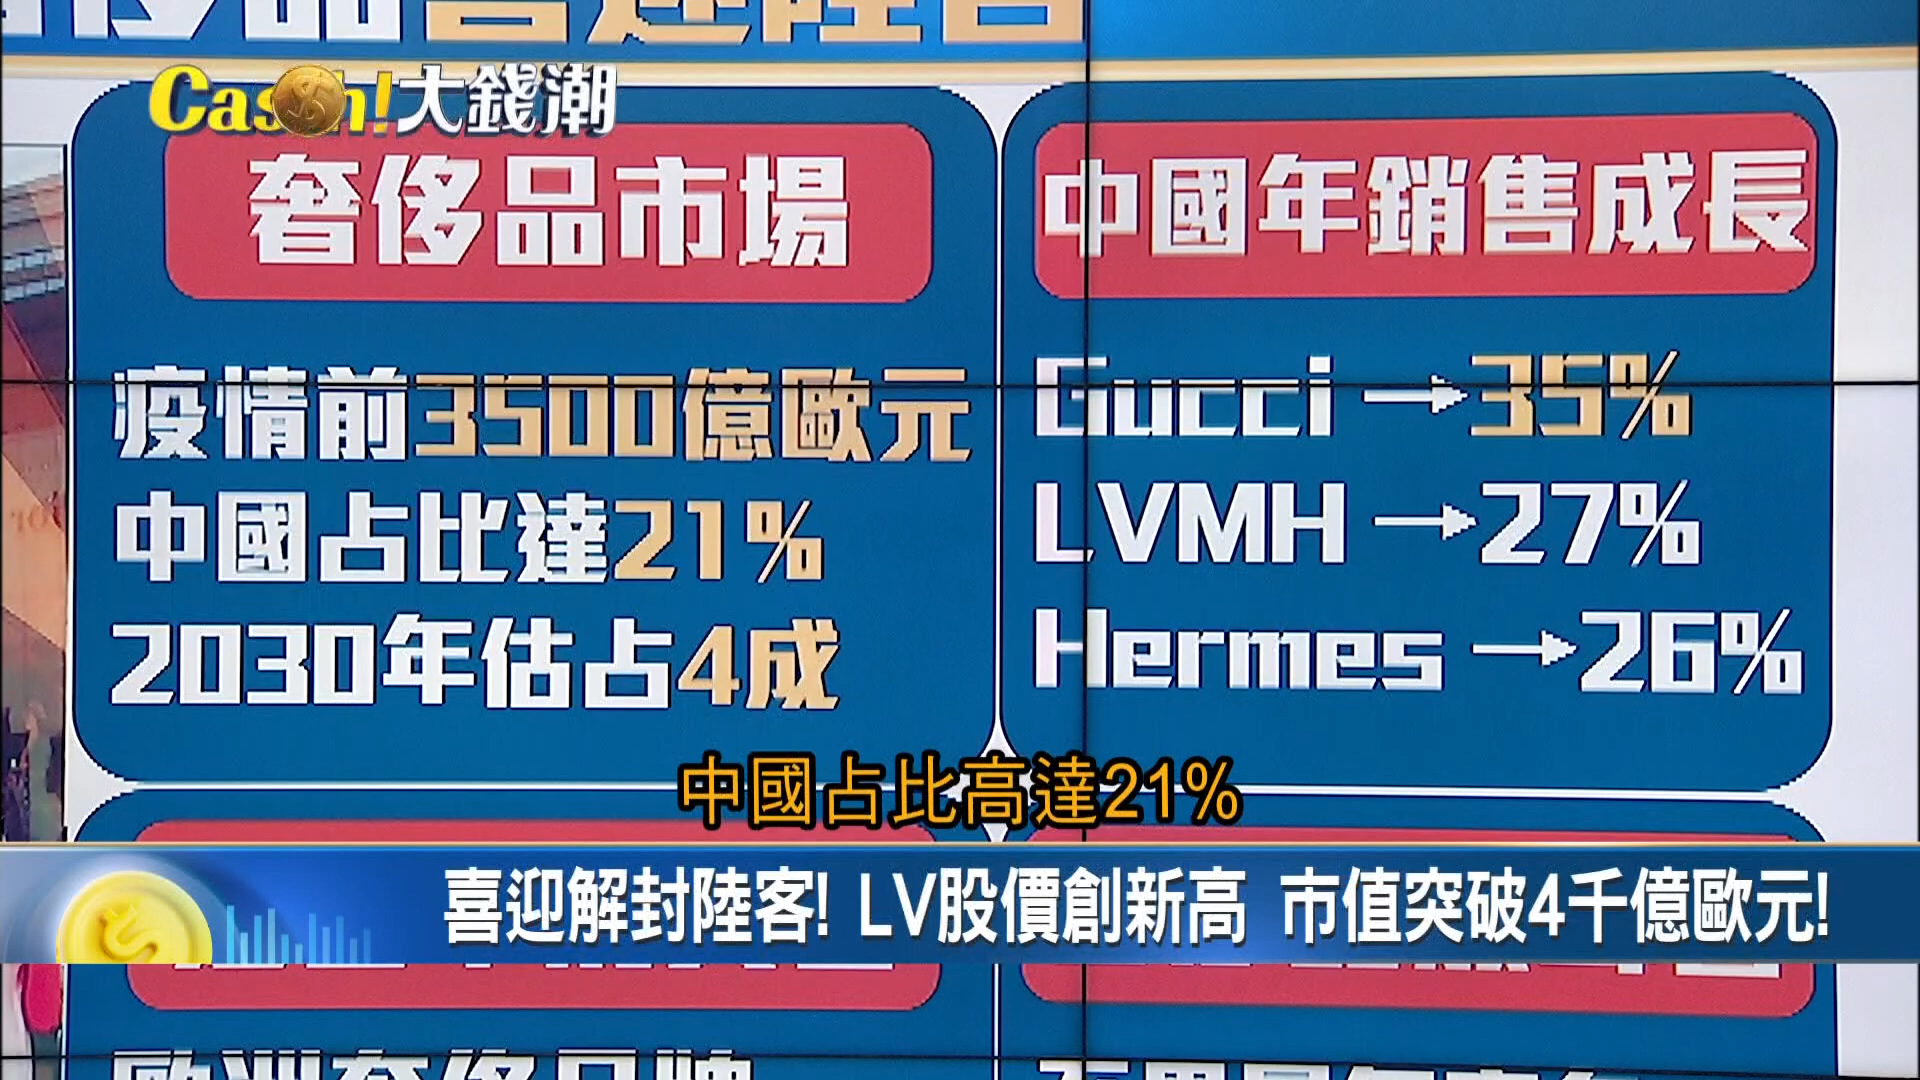 Cash!大錢潮
奢侈品市場
疫情前3500億歐元
中國占比達21%
2030年估占4成
中國年銷售成長
Gucci→35%
LVMH→27%
Hermes→26%
中國占比高達21%
喜迎解封陸客! LV股價創新高 市值突破4千億歐元!